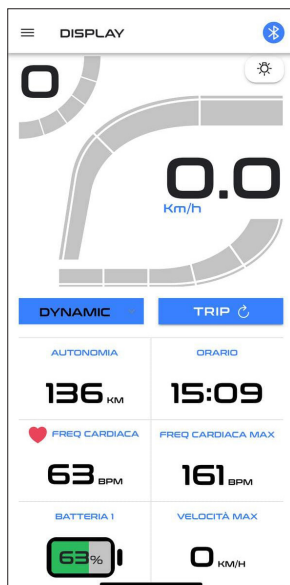 DISPLAY
0
0.0
Km/h
DYNAMIC
TRIP
AUTONOMIA
ORARIO
136 KM
15:09
FREQ CARDIACA
FREQ CARDIACA MAX
63 BPM
161 BPM
BATTERIA 1
VELOCITÀ MAX
63%
0 KM/H